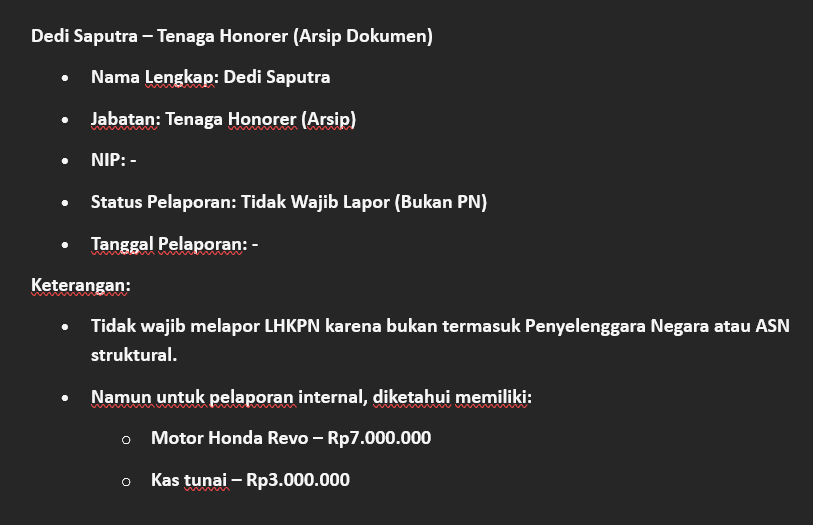 Dedi Saputra – Tenaga Honorer (Arsip Dokumen)
• Nama Lengkap: Dedi Saputra
• Jabatan: Tenaga Honorer (Arsip)
• NIP: -
• Status Pelaporan: Tidak Wajib Lapor (Bukan PN)
• Tanggal Pelaporan: -
Keterangan:
• Tidak wajib melapor LHKPN karena bukan termasuk Penyelenggara Negara atau ASN
struktural.
• Namun untuk pelaporan internal, diketahui memiliki:
o Motor Honda Revo – Rp7.000.000
o Kas tunai – Rp3.000.000